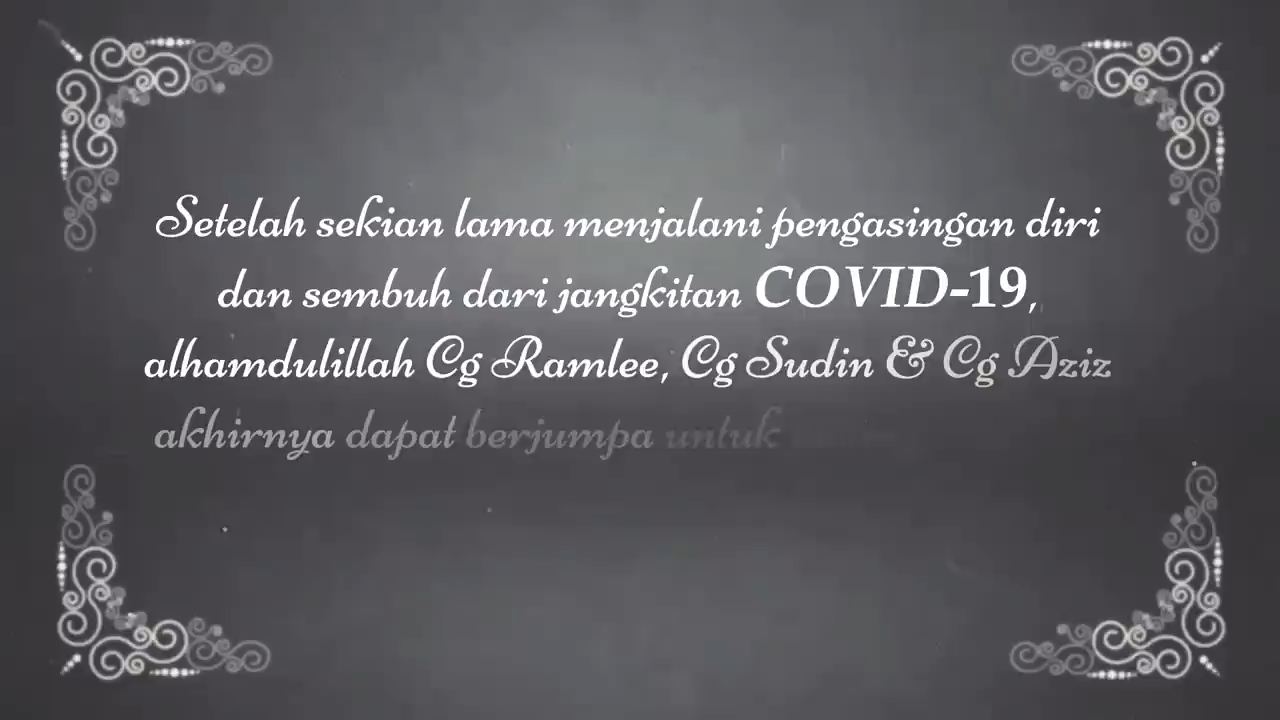 Setelah sekian lama menjalani pengasingan diri
dan sembuh dari jangkitan COVID-19,
alhamdulillah Cg Ramlee, Cg Sudin & Cg Aziz
akhirnya dapat berjumpa untuk